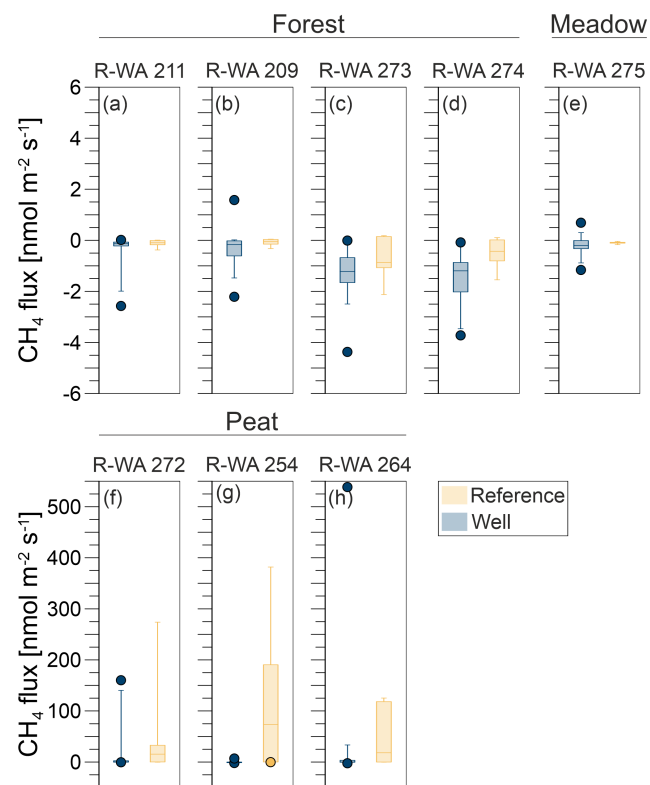 Forest Meadow
R-WA 211 R-WA 209 R-WA 273 R-WA 274 R-WA 275
(a) (b) (c) (d) (e)
CH₄ flux [nmol m⁻² s⁻¹]
6
4
2
0
-2
-4
-6
Peat
R-WA 272 R-WA 254 R-WA 264
(f) (g) (h)
CH₄ flux [nmol m⁻² s⁻¹]
500
400
300
200
100
0
Reference
Well